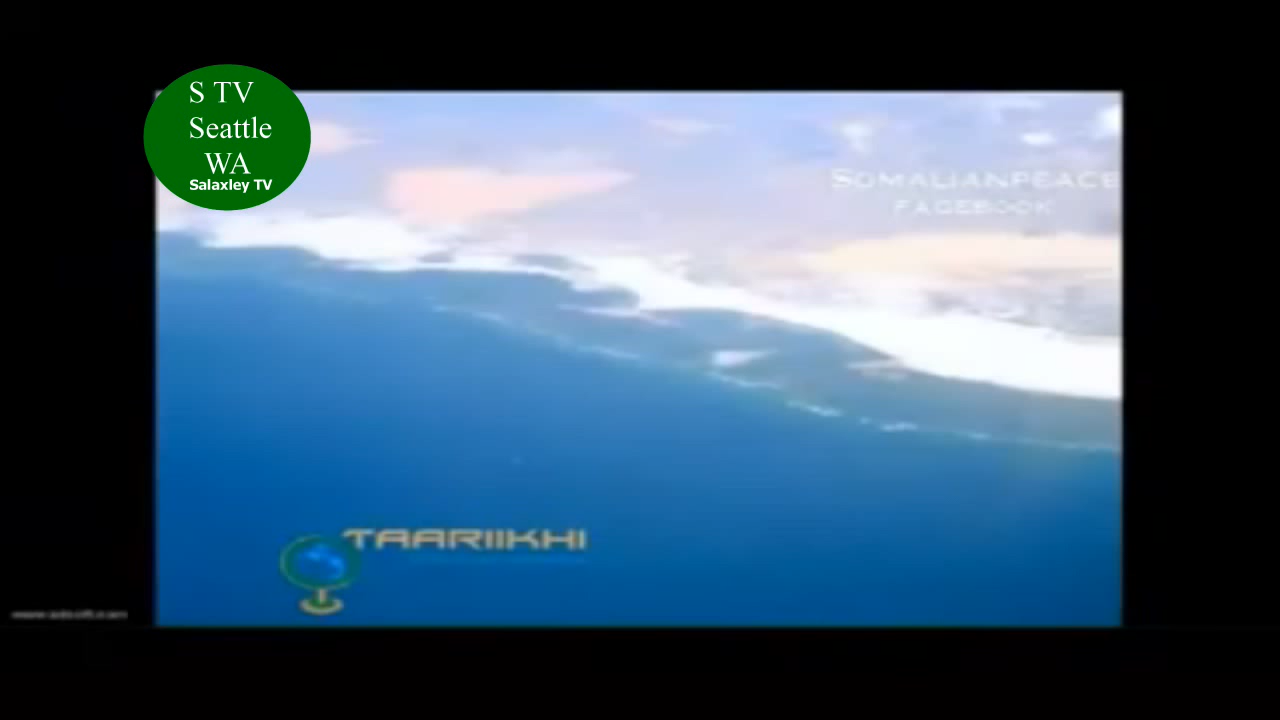 S TV
Seattle
WA
Salaxley TV
SOMALIANPEACE
FACEBOOK
TAARIIKHI